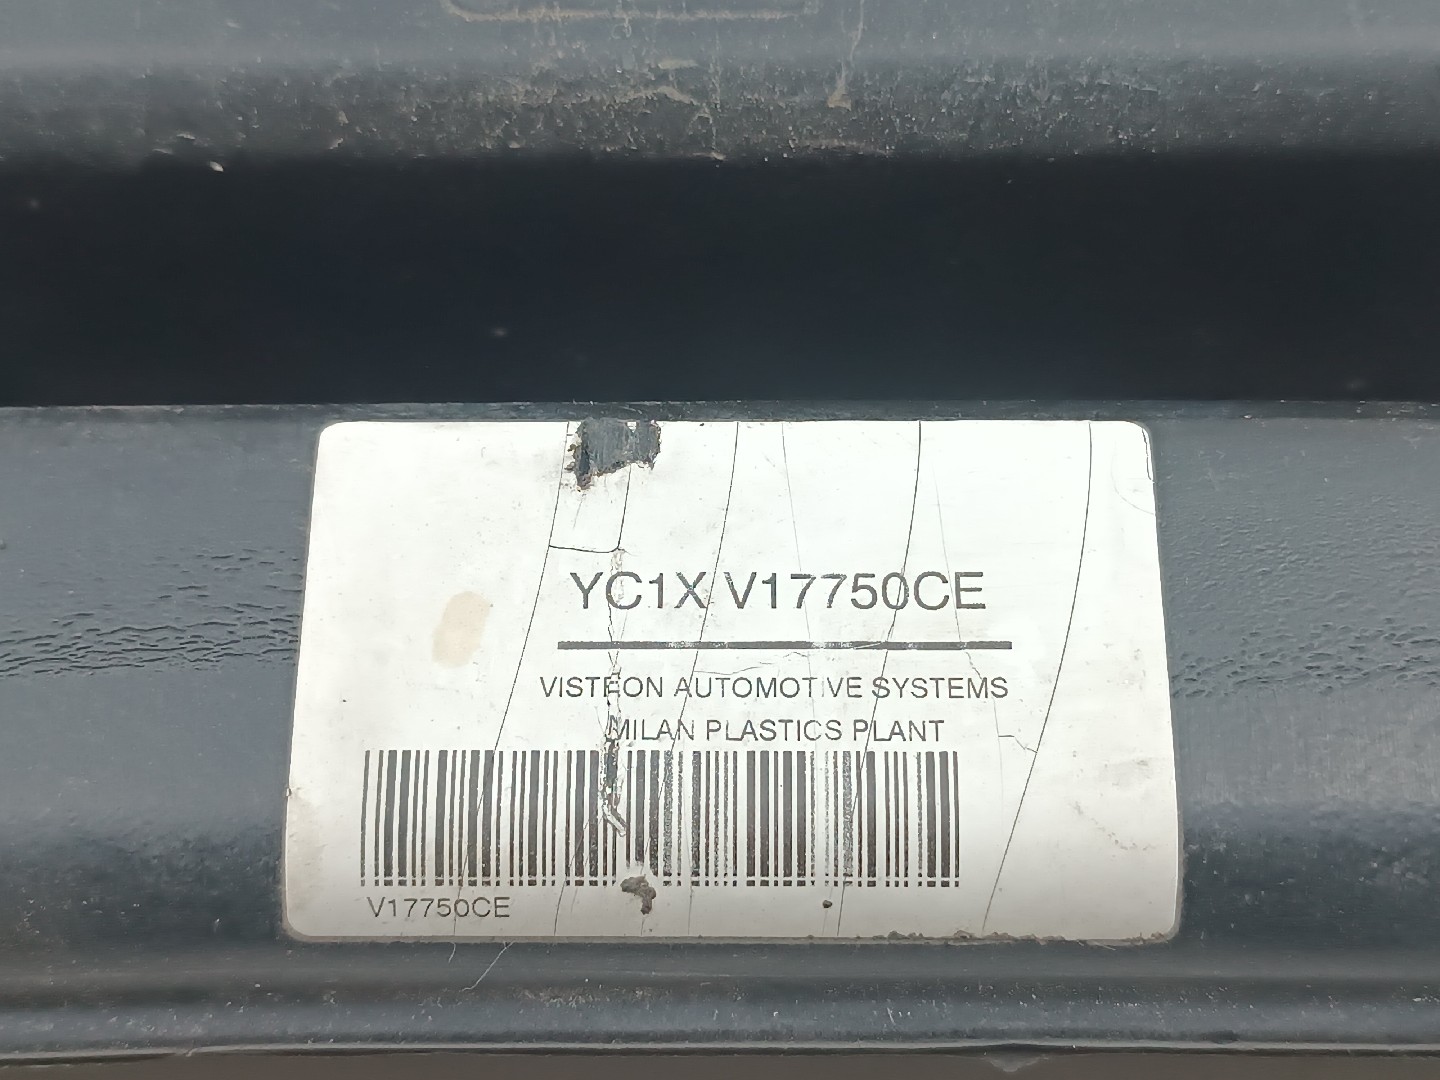 YC1X V17750CE
VISTEON AUTOMOTIVE SYSTEMS
MILAN PLASTICS PLANT
V17750CE